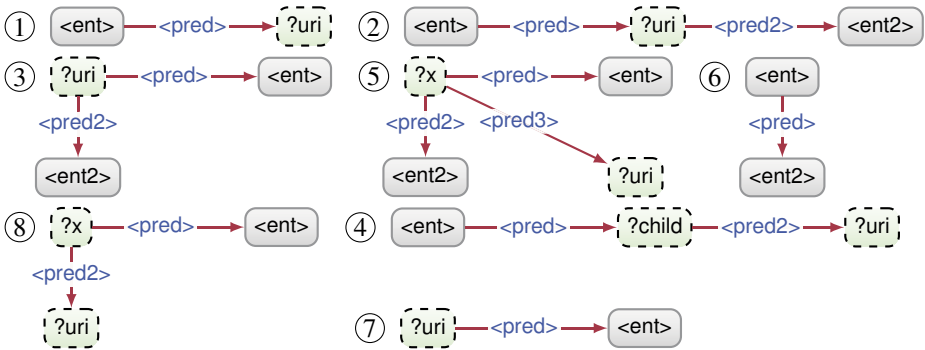 ① <ent> <pred> ?uri
② <ent> <pred> ?uri <pred2> <ent2>
③ ?uri <pred> <ent>
<pred2>
<ent2>
⑤ ?x <pred> <ent>
<pred2> <pred3>
<ent2> ?uri
⑥ <ent>
<pred>
<ent2>
⑧ ?x <pred> <ent>
<pred2>
?uri
④ <ent> <pred> ?child <pred2> ?uri
⑦ ?uri <pred> <ent>